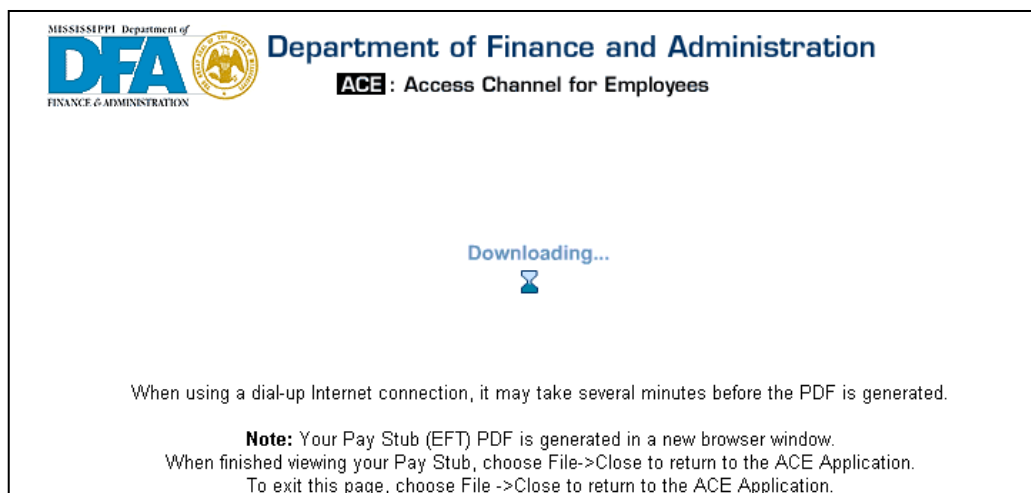 MISSISSIPPI Department of
DFA
FINANCE & ADMINISTRATION
Department of Finance and Administration
ACE : Access Channel for Employees
Downloading...
When using a dial-up Internet connection, it may take several minutes before the PDF is generated.
Note: Your Pay Stub (EFT) PDF is generated in a new browser window.
When finished viewing your Pay Stub, choose File->Close to return to the ACE Application.
To exit this page, choose File ->Close to return to the ACE Application.